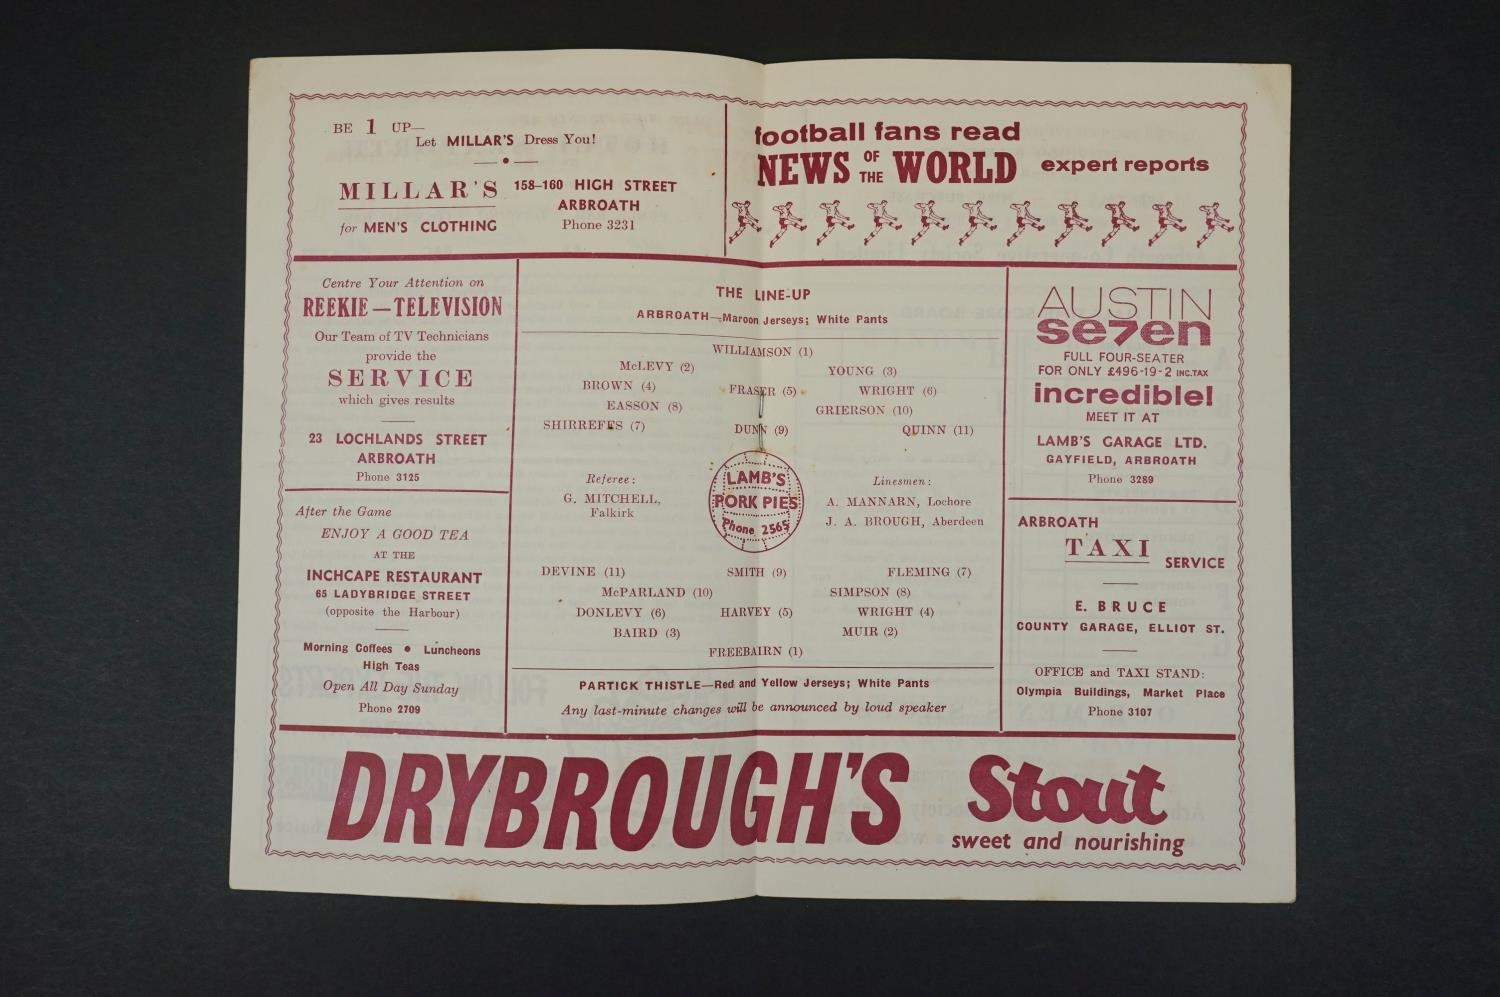 BE 1 UP—
Let MILLAR'S Dress You!
MILLAR'S
for MEN'S CLOTHING
158-160 HIGH STREET
ARBROATH
Phone 3231
football fans read
NEWS OF THE WORLD expert reports
Centre Your Attention on
REEKIE — TELEVISION
Our Team of TV Technicians
provide the
SERVICE
which gives results
23 LOCHLANDS STREET
ARBROATH
Phone 3125
After the Game
ENJOY A GOOD TEA
AT THE
INCHCAPE RESTAURANT
65 LADYBRIDGE STREET
(opposite the Harbour)
Morning Coffees • Luncheons
High Teas
Open All Day Sunday
Phone 2709
THE LINE-UP
ARBROATH—Maroon Jerseys; White Pants
WILLIAMSON (1)
McLEVY (2) YOUNG (3)
BROWN (4) FRASER (5) WRIGHT (6)
EASSON (8) GRIERSON (10)
SHIRREFFS (7) DUNN (9) QUINN (11)
Referee:
G. MITCHELL,
Falkirk
LAMB'S
PORK PIES
Phone 2565
Linesmen:
A. MANNARN, Lochore
J. A. BROUGH, Aberdeen
DEVINE (11) SMITH (9) FLEMING (7)
McPARLAND (10) SIMPSON (8)
DONLEVY (6) HARVEY (5) WRIGHT (4)
BAIRD (3) MUIR (2)
FREEBAIRN (1)
PARTICK THISTLE—Red and Yellow Jerseys; White Pants
Any last-minute changes will be announced by loud speaker
AUSTIN
se7en
FULL FOUR-SEATER
FOR ONLY £496-19-2 INC.TAX
incredible!
MEET IT AT
LAMB'S GARAGE LTD.
GAYFIELD, ARBROATH
Phone 3289
ARBROATH
TAXI
SERVICE
E. BRUCE
COUNTY GARAGE, ELLIOT ST.
OFFICE and TAXI STAND:
Olympia Buildings, Market Place
Phone 3107
DRYBROUGH'S Stout
sweet and nourishing